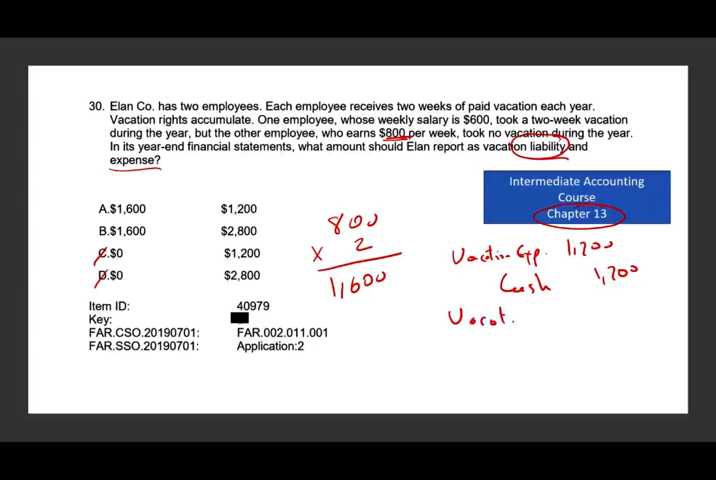 30. Elan Co. has two employees. Each employee receives two weeks of paid vacation each year.
Vacation rights accumulate. One employee, whose weekly salary is $600, took a two-week vacation
during the year, but the other employee, who earns $800 per week, took no vacation during the year.
In its year-end financial statements, what amount should Elan report as vacation liability and
expense?
Intermediate Accounting
Course
Chapter 13
A.$1,600 $1,200
B.$1,600 $2,800
C.$0 $1,200
D.$0 $2,800
800
X 2
1,600
Vacation Exp. 1,200
Cash 1,200
Vacat.
Item ID: 40979
Key:
FAR.CSO.20190701: FAR.002.011.001
FAR.SSO.20190701: Application:2